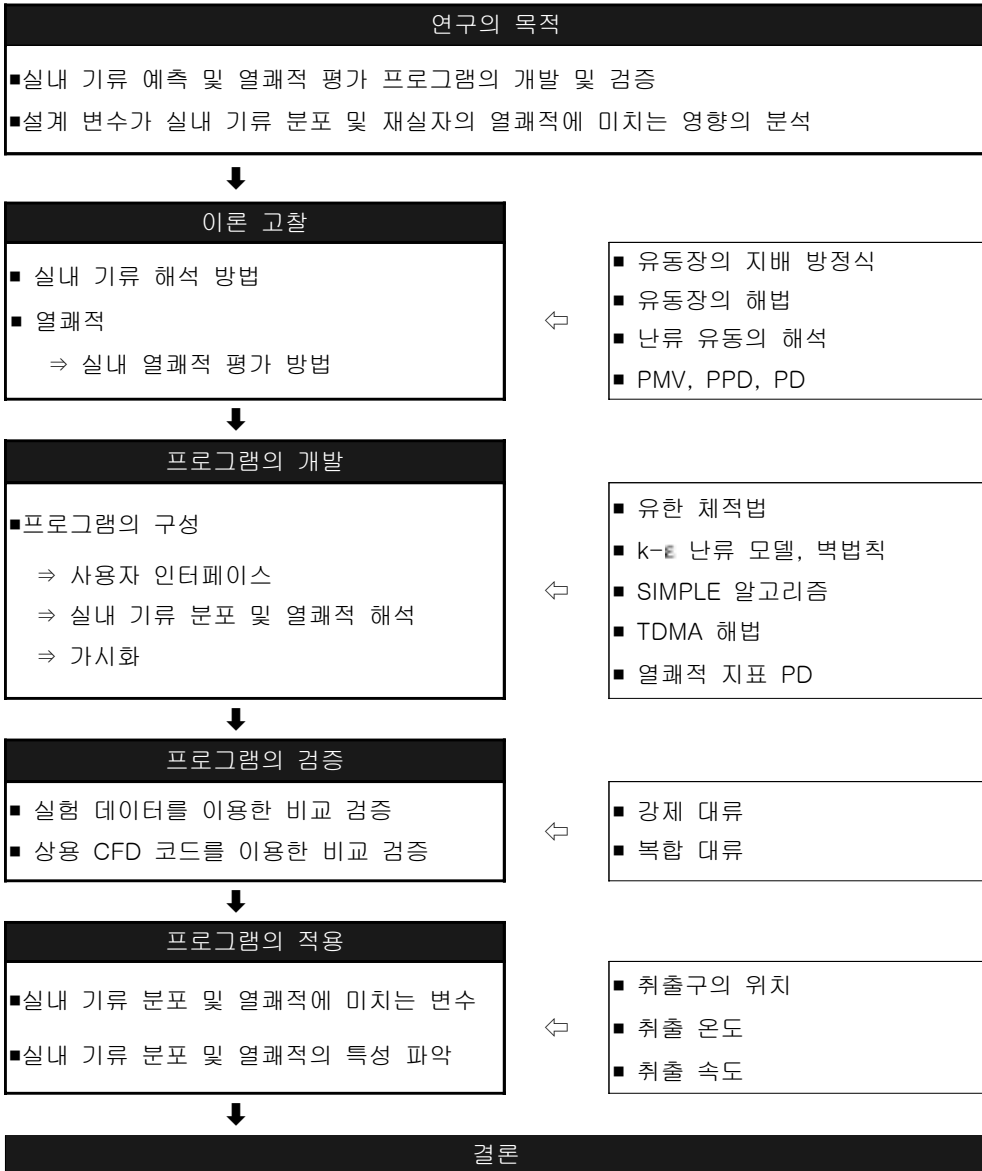 연구의 목적
■실내 기류 예측 및 열쾌적 평가 프로그램의 개발 및 검증
■설계 변수가 실내 기류 분포 및 재실자의 열쾌적에 미치는 영향의 분석
⬇
이론 고찰
■ 실내 기류 해석 방법
■ 열쾌적
⇒ 실내 열쾌적 평가 방법
⇦
■ 유동장의 지배 방정식
■ 유동장의 해법
■ 난류 유동의 해석
■ PMV, PPD, PD
⬇
프로그램의 개발
■프로그램의 구성
⇒ 사용자 인터페이스
⇒ 실내 기류 분포 및 열쾌적 해석
⇒ 가시화
⇦
■ 유한 체적법
■ k-ε 난류 모델, 벽법칙
■ SIMPLE 알고리즘
■ TDMA 해법
■ 열쾌적 지표 PD
⬇
프로그램의 검증
■ 실험 데이터를 이용한 비교 검증
■ 상용 CFD 코드를 이용한 비교 검증
⇦
■ 강제 대류
■ 복합 대류
⬇
프로그램의 적용
■실내 기류 분포 및 열쾌적에 미치는 변수
■실내 기류 분포 및 열쾌적의 특성 파악
⇦
■ 취출구의 위치
■ 취출 온도
■ 취출 속도
⬇
결론